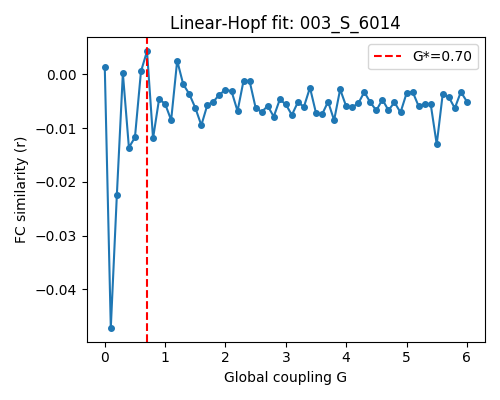 Linear-Hopf fit: 003_S_6014
G*=0.70
FC similarity (r)
0.00
−0.01
−0.02
−0.03
−0.04
0 1 2 3 4 5 6
Global coupling G